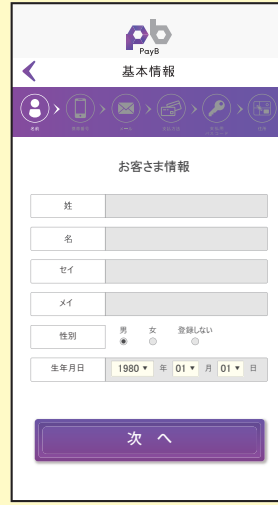 pb
PayB
基本情報
お客さま情報
姓
名
セイ
メイ
性別
男 女 登録しない
生年月日
1980 ▼ 年 01 ▼ 月 01 ▼ 日
次 へ